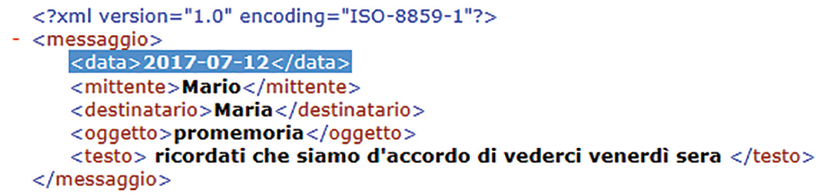 <?xml version="1.0" encoding="ISO-8859-1"?>
- <messaggio>
<data>2017-07-12</data>
<mittente>Mario</mittente>
<destinatario>Maria</destinatario>
<oggetto>promemoria</oggetto>
<testo> ricordati che siamo d'accordo di vederci venerdì sera </testo>
</messaggio>